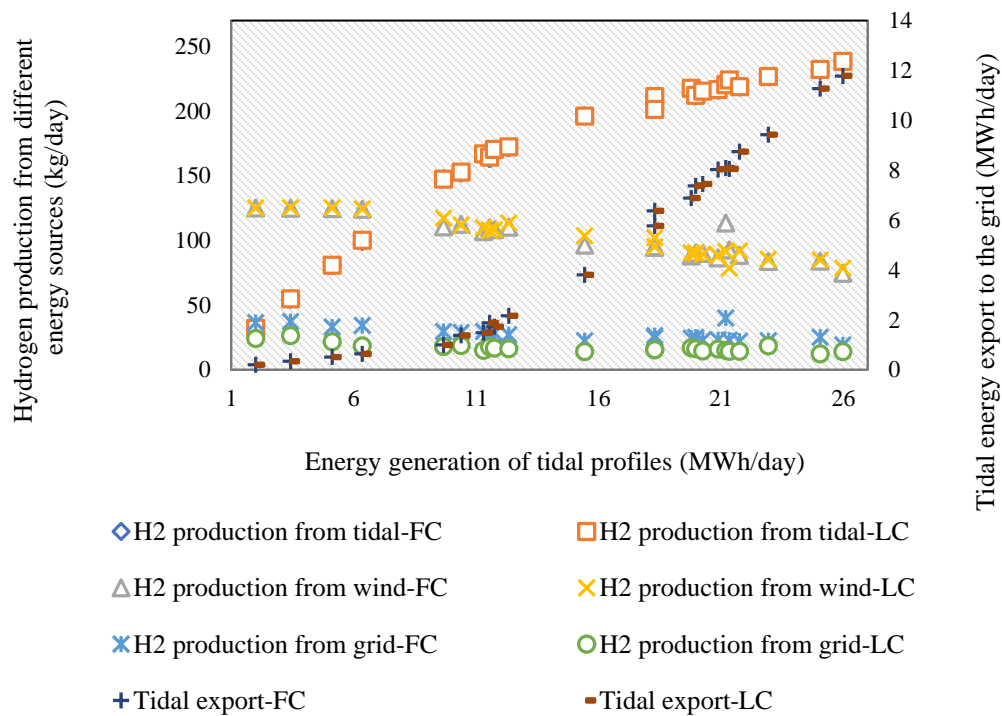 Hydrogen production from different
energy sources (kg/day)
250
200
150
100
50
0
14
12
10
8
6
4
2
0
Tidal energy export to the grid (MWh/day)
1 6 11 16 21 26
Energy generation of tidal profiles (MWh/day)
H2 production from tidal-FC
H2 production from tidal-LC
H2 production from wind-FC
H2 production from wind-LC
H2 production from grid-FC
H2 production from grid-LC
Tidal export-FC
Tidal export-LC